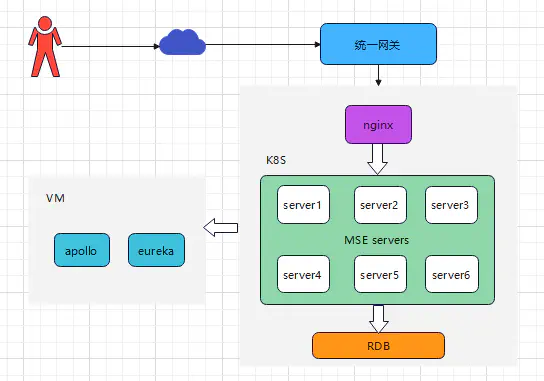 统一网关
nginx
K8S
server1
server2
server3
MSE servers
server4
server5
server6
RDB
VM
apollo
eureka